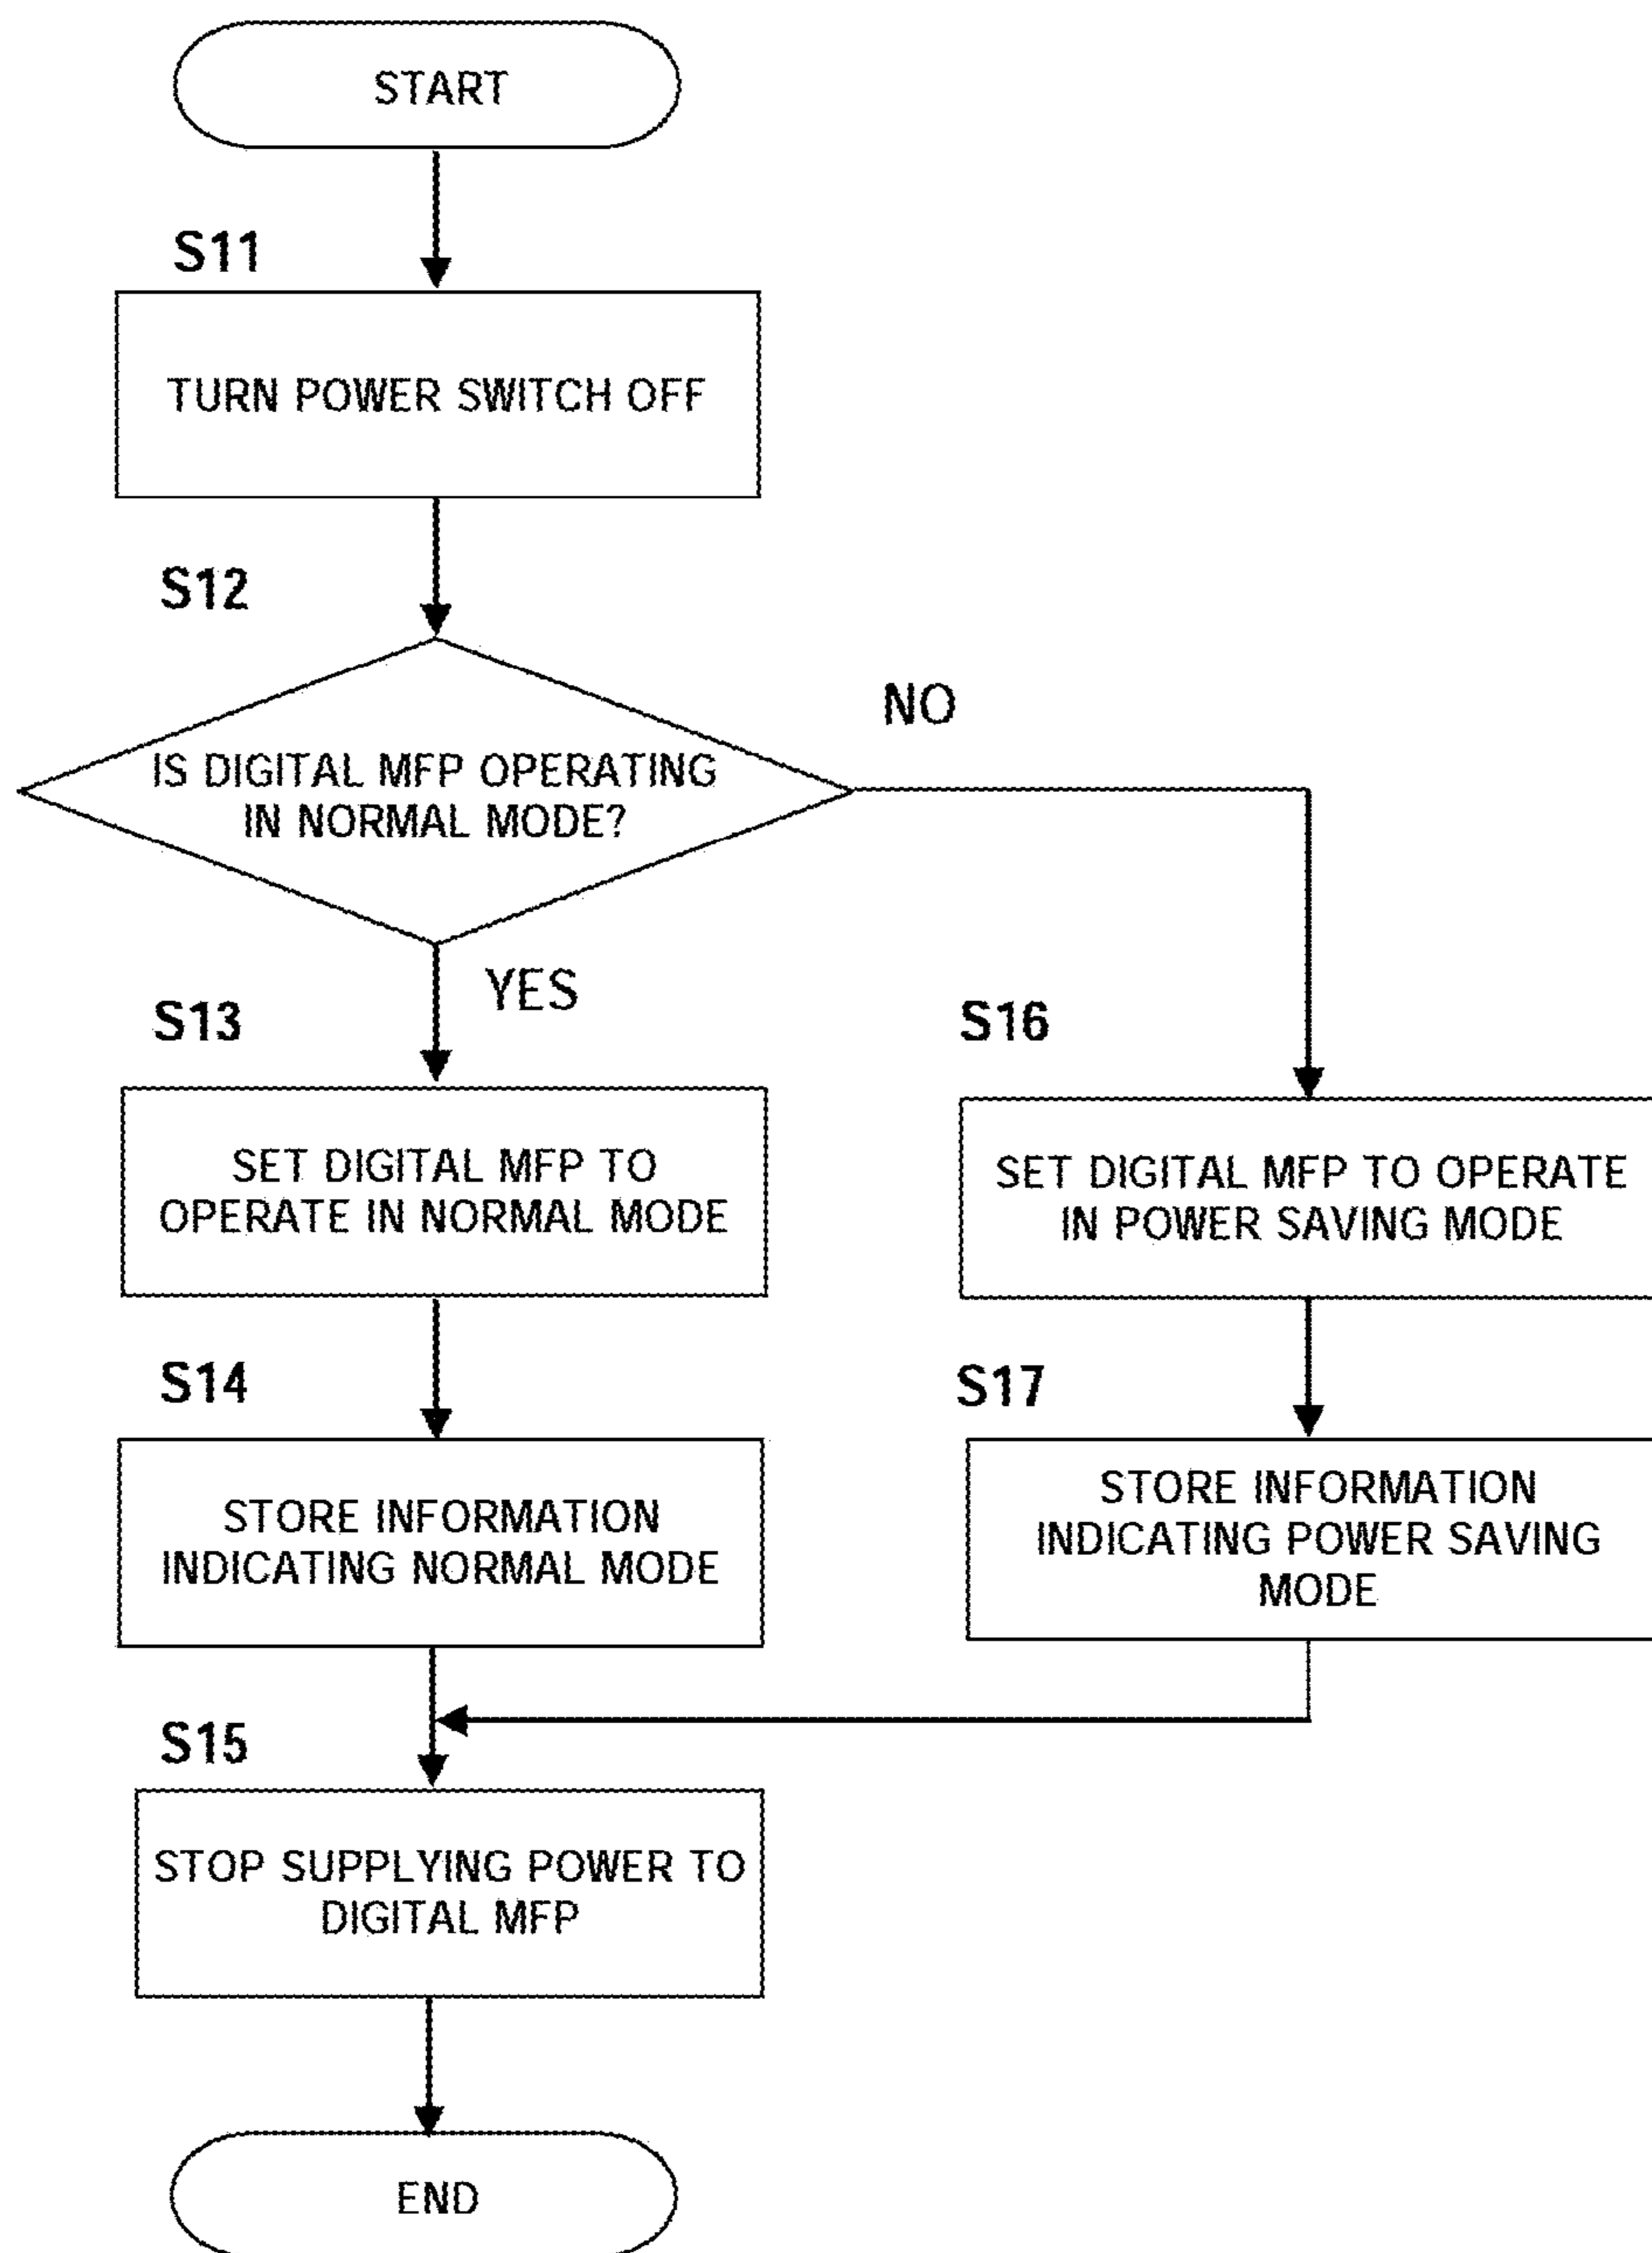 START
S11
TURN POWER SWITCH OFF
S12
NO
IS DIGITAL MFP OPERATING
IN NORMAL MODE?
YES
S13
SET DIGITAL MFP TO
OPERATE IN NORMAL MODE
S16
SET DIGITAL MFP TO OPERATE
IN POWER SAVING MODE
S14
STORE INFORMATION
INDICATING NORMAL MODE
S17
STORE INFORMATION
INDICATING POWER SAVING
MODE
S15
STOP SUPPLYING POWER TO
DIGITAL MFP
END